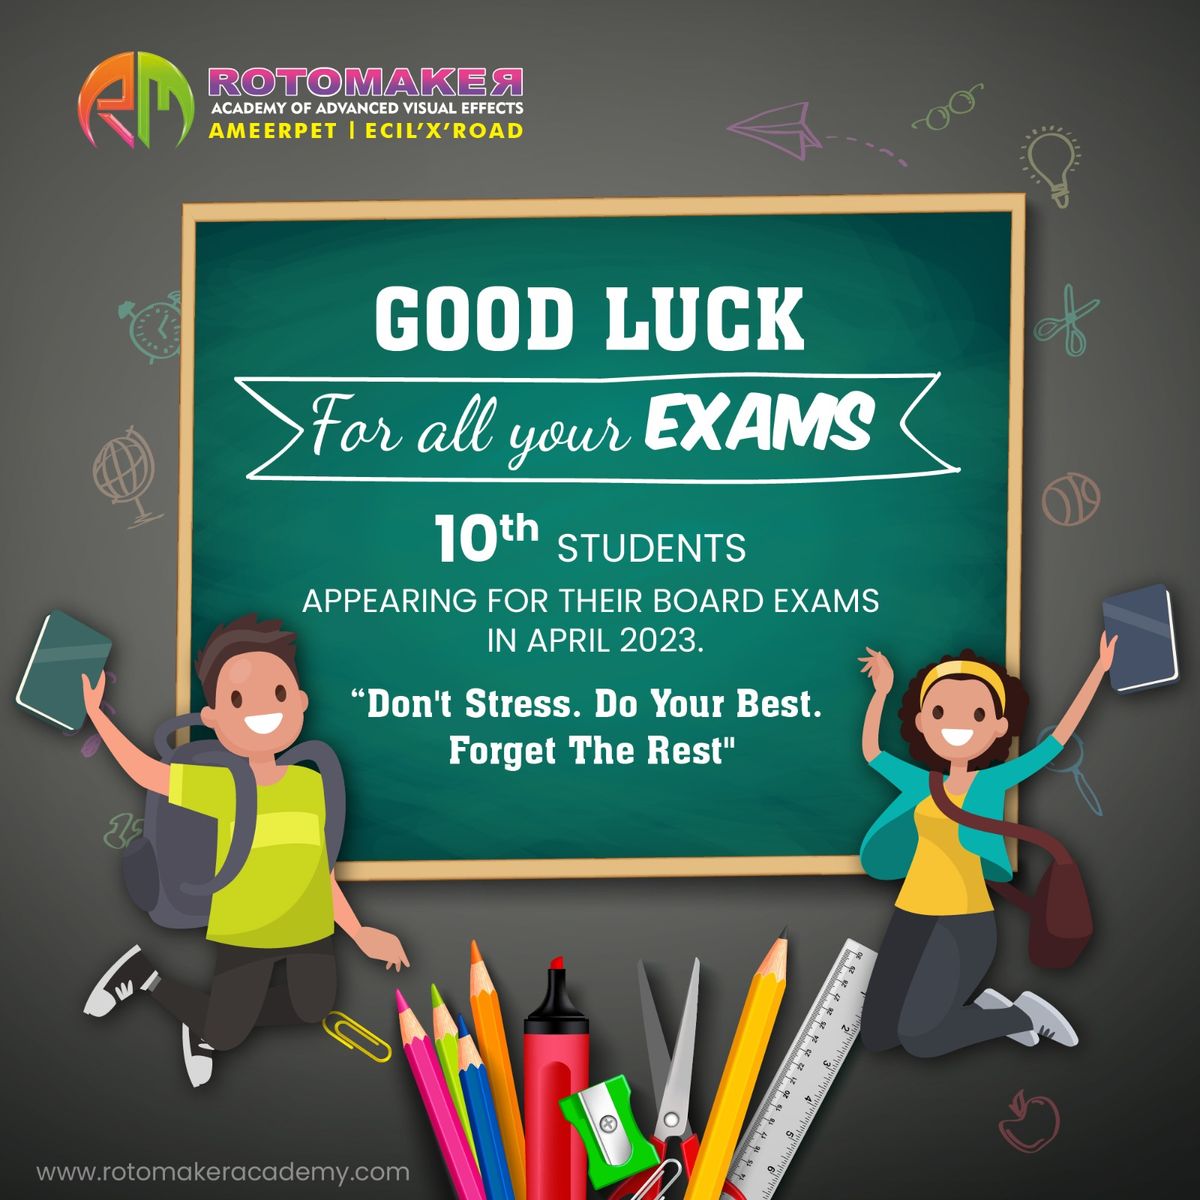 ROTOMAKER
ACADEMY OF ADVANCED VISUAL EFFECTS
AMEERPET | ECIL'X'ROAD
GOOD LUCK
For all your EXAMS
10th STUDENTS
APPEARING FOR THEIR BOARD EXAMS
IN APRIL 2023.
“Don't Stress. Do Your Best.
Forget The Rest"
www.rotomakeracademy.com